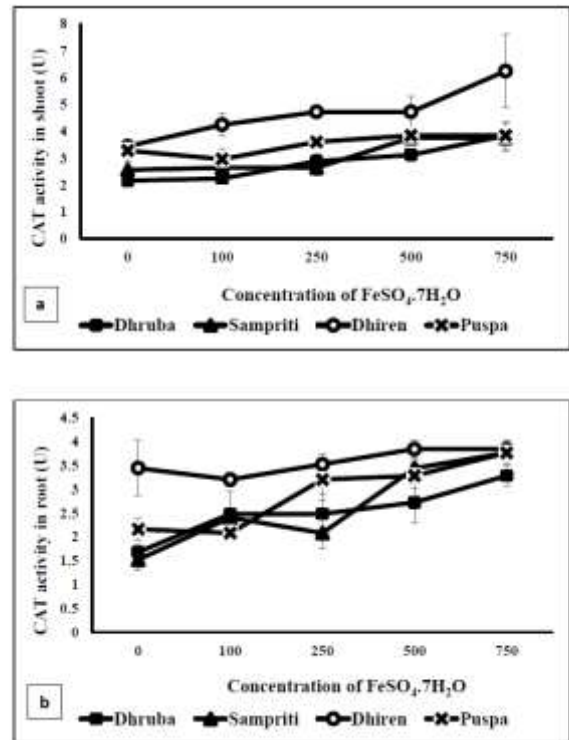 8
7
6
5
4
3
2
1
0
CAT activity in shoot (U)
0 100 250 500 750
Concentration of FeSO₄.7H₂O
a
Dhruba Sampriti Dhiren Puspa
4.5
4
3.5
3
2.5
2
1.5
1
0.5
0
CAT activity in root (U)
0 100 250 500 750
Concentration of FeSO₄.7H₂O
b
Dhruba Sampriti Dhiren Puspa